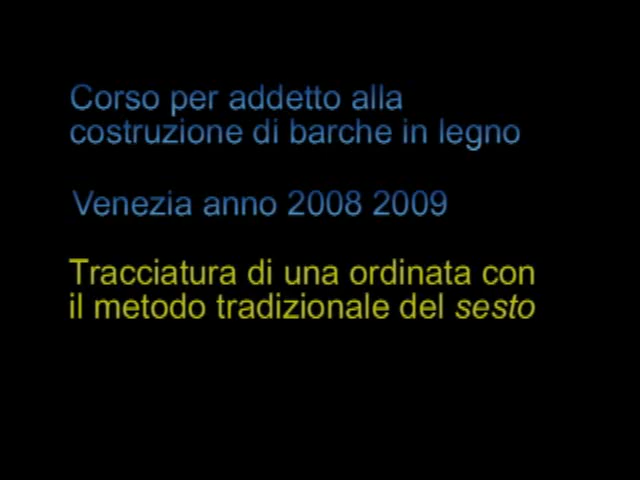 Corso per addetto alla
costruzione di barche in legno
Venezia anno 2008 2009
Tracciatura di una ordinata con
il metodo tradizionale del sesto